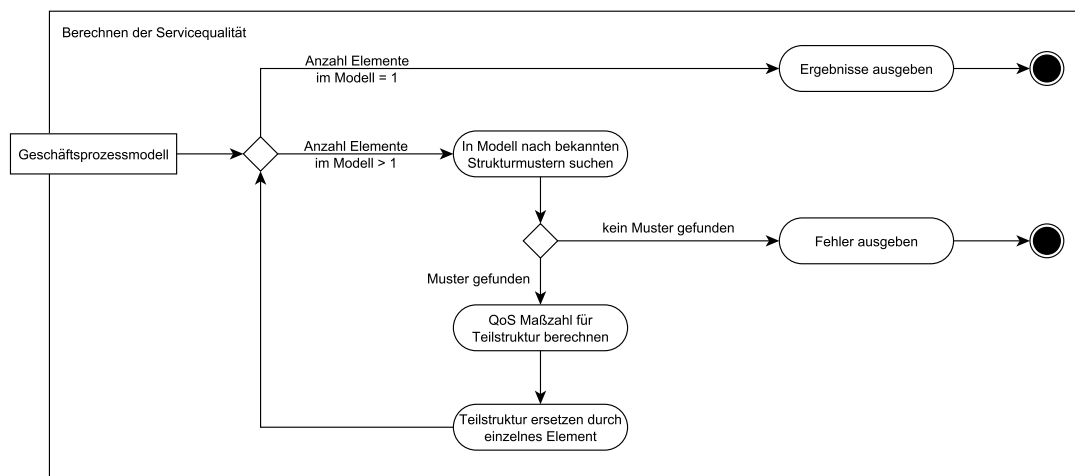 Berechnen der Servicequalität
Anzahl Elemente
im Modell = 1
Ergebnisse ausgeben
Geschäftsprozessmodell
Anzahl Elemente
im Modell > 1
In Modell nach bekannten
Strukturmustern suchen
kein Muster gefunden
Fehler ausgeben
Muster gefunden
QoS Maßzahl für
Teilstruktur berechnen
Teilstruktur ersetzen durch
einzelnes Element